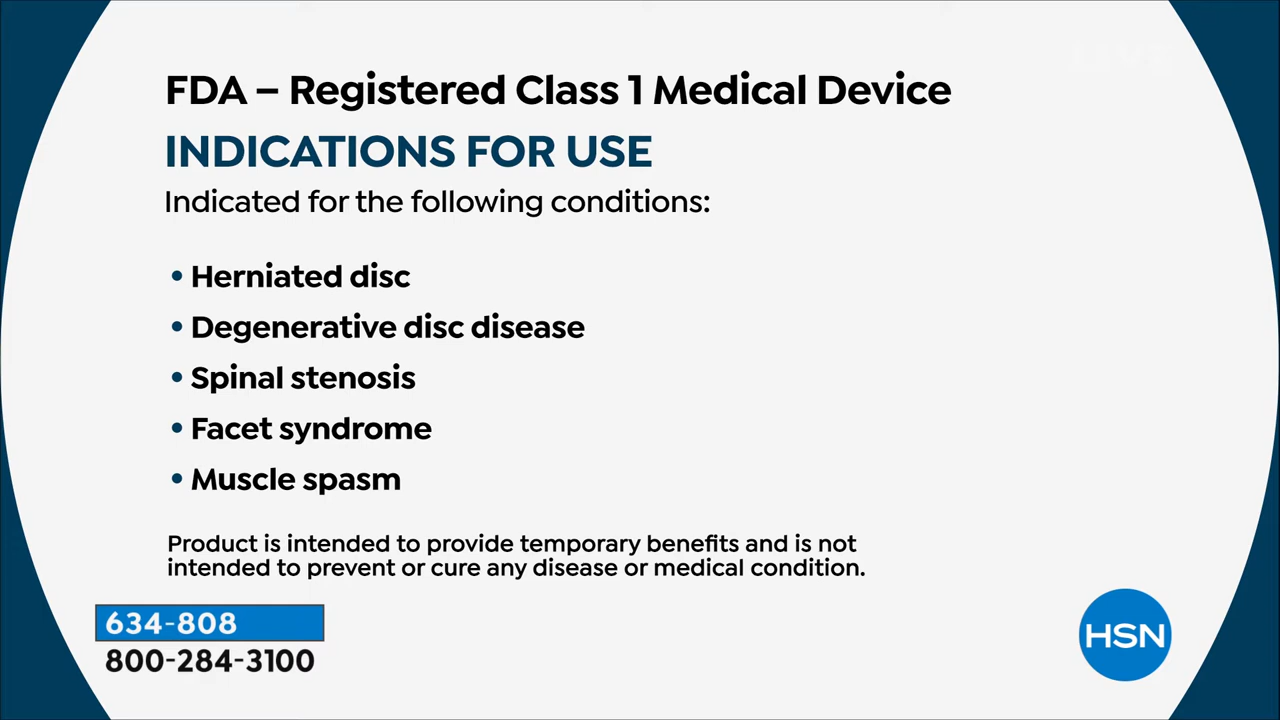 FDA – Registered Class 1 Medical Device
INDICATIONS FOR USE
Indicated for the following conditions:
• Herniated disc
• Degenerative disc disease
• Spinal stenosis
• Facet syndrome
• Muscle spasm
Product is intended to provide temporary benefits and is not
intended to prevent or cure any disease or medical condition.
634-808
800-284-3100
HSN